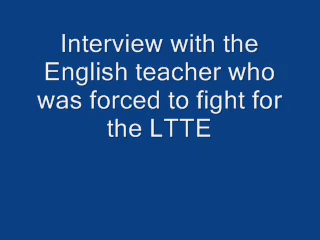 Interview with the
English teacher who
was forced to fight for
the LTTE